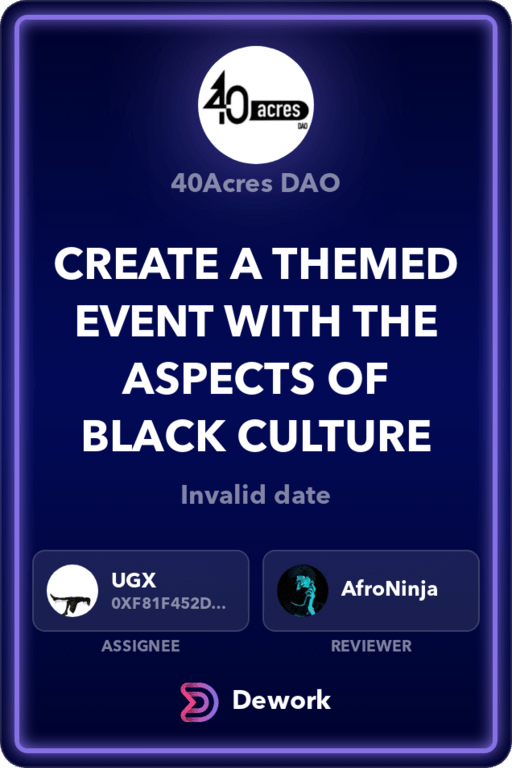 40 acres
DAO
40Acres DAO
CREATE A THEMED
EVENT WITH THE
ASPECTS OF
BLACK CULTURE
Invalid date
UGX
0XF81F452D...
ASSIGNEE
AfroNinja
REVIEWER
Dework